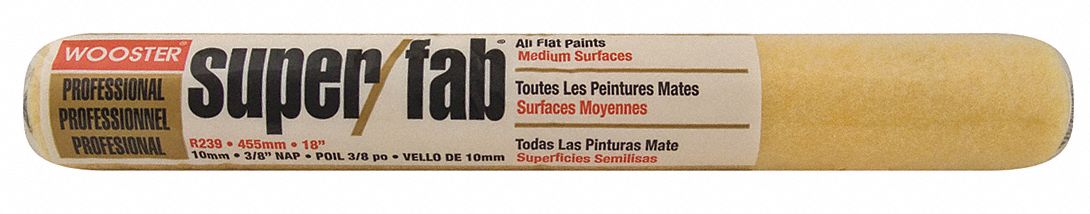 WOOSTER®
PROFESSIONAL
PROFESSIONNEL
PROFESIONAL
super/fab®
R239 • 455mm • 18"
10mm • 3/8" NAP • POIL 3/8 po • VELLO DE 10mm
All Flat Paints
Medium Surfaces
Toutes Les Peintures Mates
Surfaces Moyennes
Todas Las Pinturas Mate
Superficies Semilisas